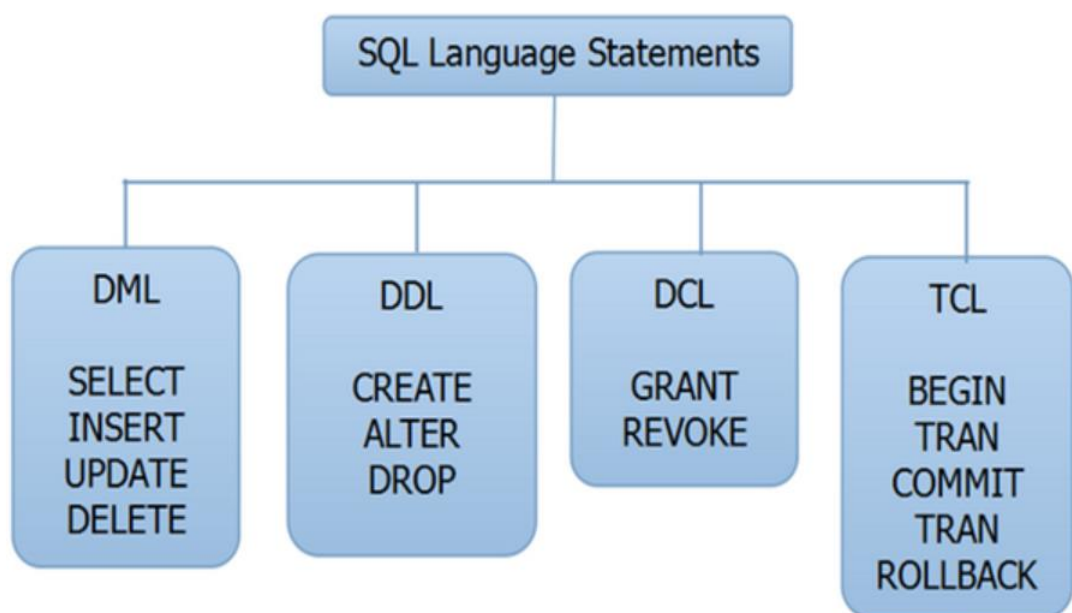 SQL Language Statements
DML
SELECT
INSERT
UPDATE
DELETE
DDL
CREATE
ALTER
DROP
DCL
GRANT
REVOKE
TCL
BEGIN
TRAN
COMMIT
TRAN
ROLLBACK